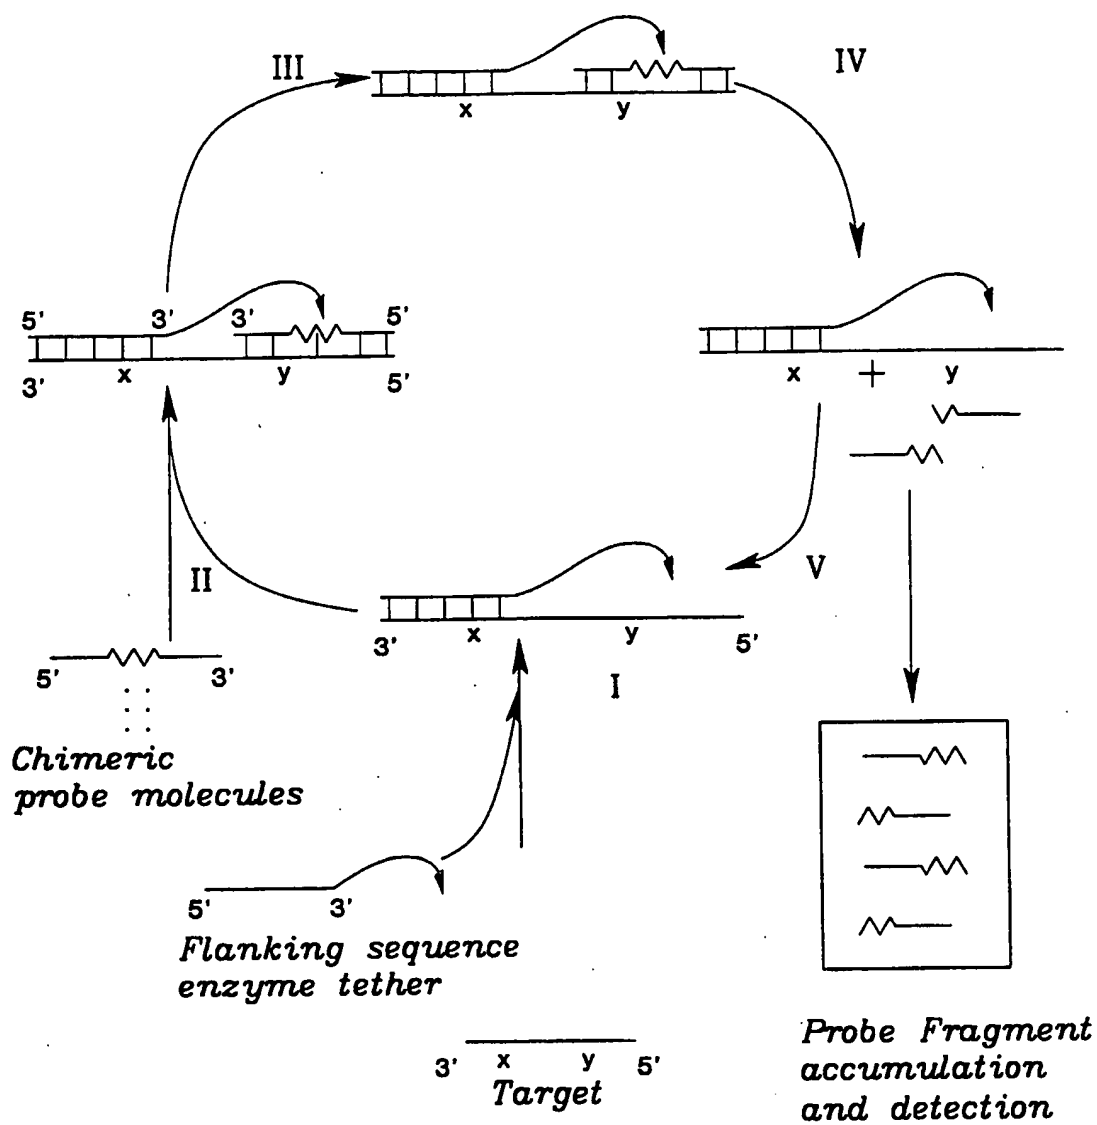 III
IV
x y
5' 3' 3' 5'
x y
3' 5'
x + y
II
V
x y
3' 5'
5' 3'
I
Chimeric
probe molecules
5' 3'
Flanking sequence
enzyme tether
3' x y 5'
Target
Probe Fragment
accumulation
and detection